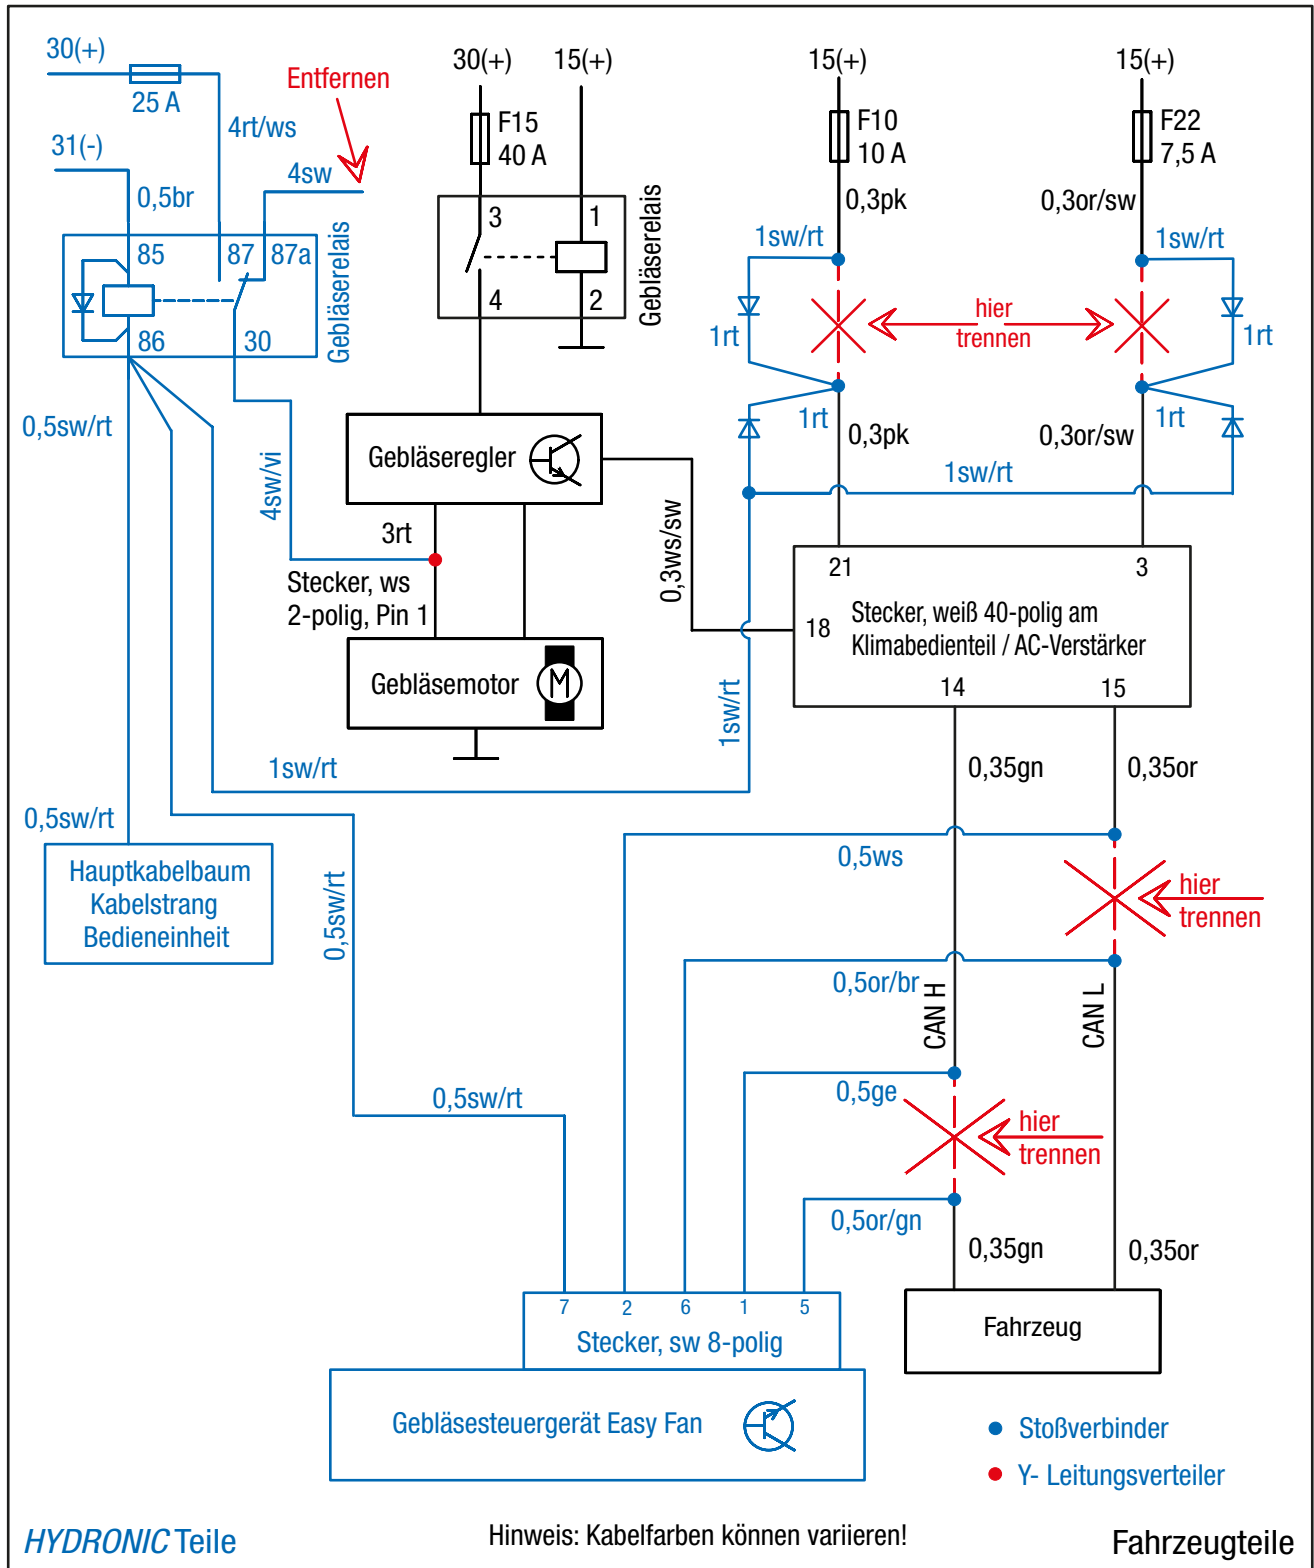 30(+)
25 A
Entfernen
30(+)
15(+)
15(+)
15(+)
F15
40 A
F10
10 A
F22
7,5 A
31(-)
4rt/ws
4sw
0,5br
0,3pk
0,3or/sw
85
87
87a
86
30
Gebläserelais
3
1
4
2
Gebläserelais
1sw/rt
1sw/rt
hier
trennen
1rt
1rt
1rt
1rt
0,5sw/rt
4sw/vi
Gebläseregler
0,3pk
0,3or/sw
1sw/rt
3rt
0,3ws/sw
Stecker, ws
2-polig, Pin 1
Gebläsemotor
M
21
3
18
Stecker, weiß 40-polig am
Klimabedienteil / AC-Verstärker
14
15
1sw/rt
1sw/rt
0,35gn
0,35or
0,5sw/rt
Hauptkabelbaum
Kabelstrang
Bedieneinheit
0,5sw/rt
0,5ws
hier
trennen
0,5or/br
CAN H
CAN L
0,5sw/rt
0,5ge
hier
trennen
0,5or/gn
0,35gn
0,35or
7
2
6
1
5
Stecker, sw 8-polig
Fahrzeug
Gebläsesteuergerät Easy Fan
Stoßverbinder
Y- Leitungsverteiler
HYDRONIC Teile
Hinweis: Kabelfarben können variieren!
Fahrzeugteile